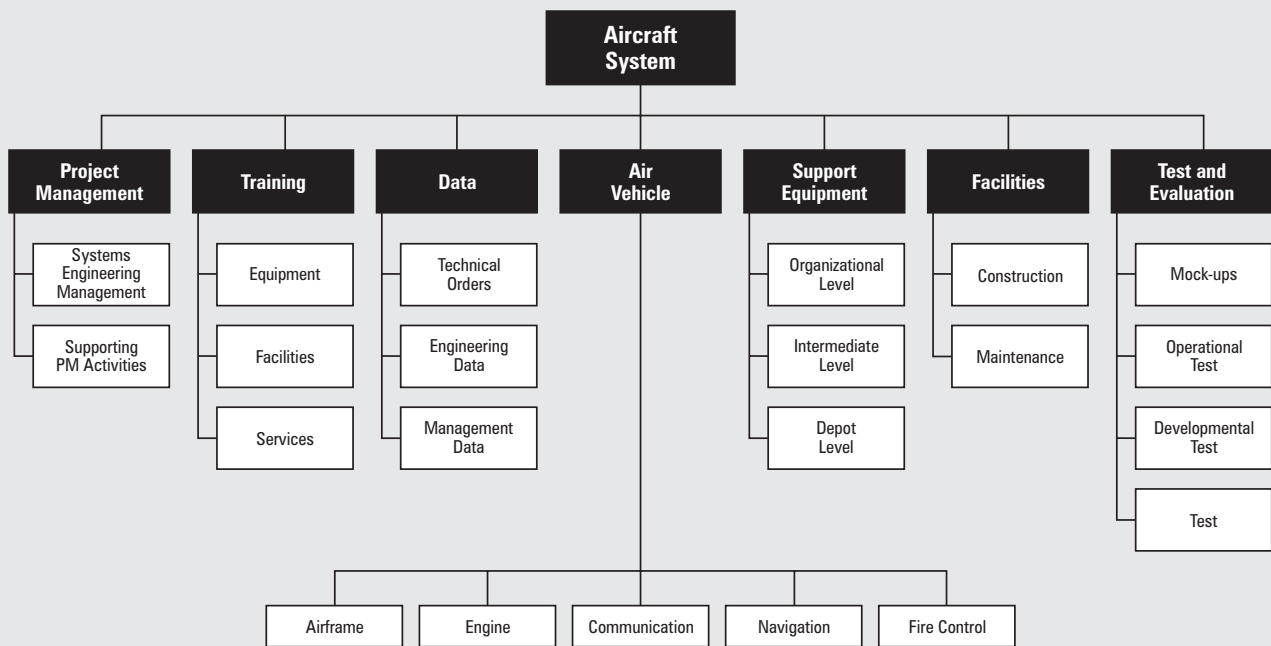 Aircraft
System
Project
Management
Training
Data
Air
Vehicle
Support
Equipment
Facilities
Test and
Evaluation
Systems
Engineering
Management
Supporting
PM Activities
Equipment
Facilities
Services
Technical
Orders
Engineering
Data
Management
Data
Organizational
Level
Intermediate
Level
Depot
Level
Construction
Maintenance
Mock-ups
Operational
Test
Developmental
Test
Test
Airframe
Engine
Communication
Navigation
Fire Control